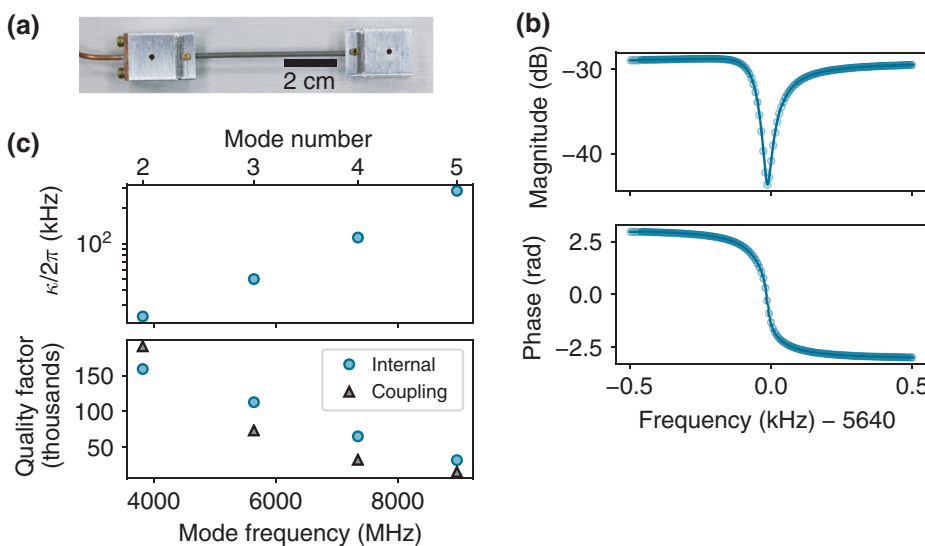 (a)
2 cm
(b)
Magnitude (dB)
−30
−40
Phase (rad)
2.5
0.0
−2.5
−0.5
0.0
0.5
Frequency (kHz) − 5640
(c)
Mode number
2
3
4
5
κ/2π (kHz)
10²
Quality factor
(thousands)
150
100
50
Internal
Coupling
4000
6000
8000
Mode frequency (MHz)